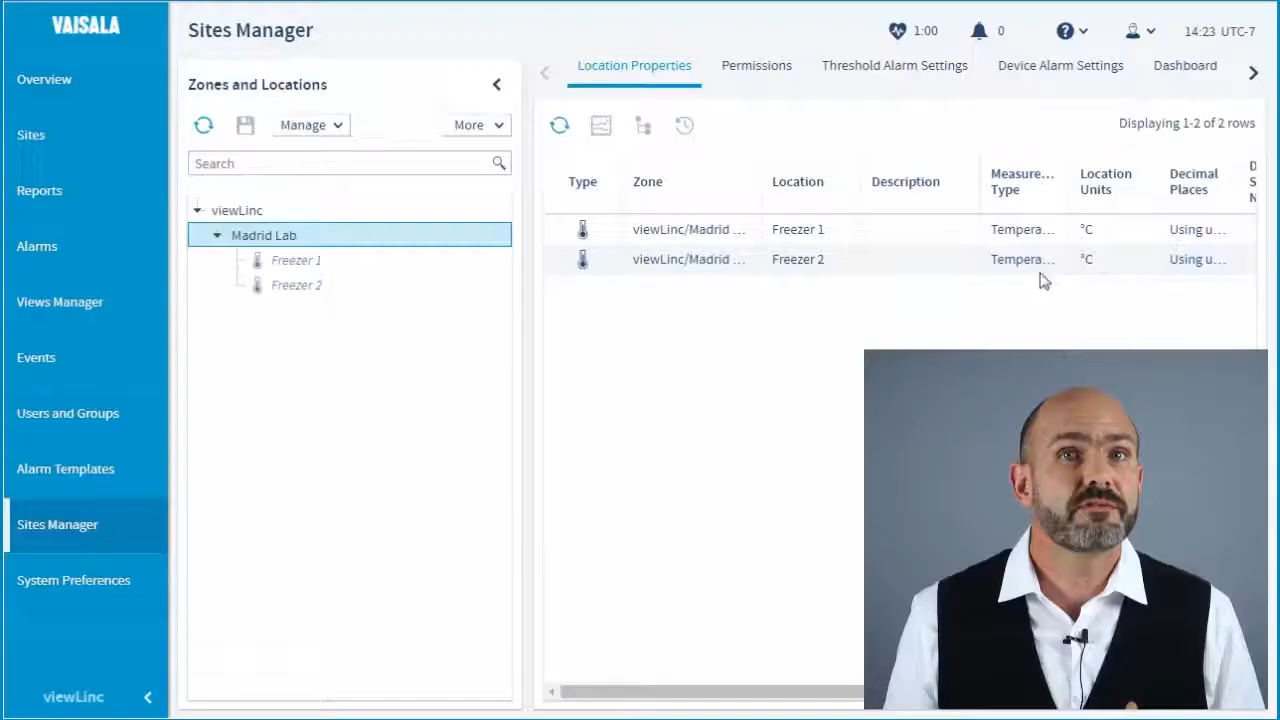 VAISALA
Overview
Sites
Reports
Alarms
Views Manager
Events
Users and Groups
Alarm Templates
Sites Manager
System Preferences
viewLinc
Sites Manager
1:00
0
14:23 UTC-7
Zones and Locations
Manage
More
Search
viewLinc
Madrid Lab
Freezer 1
Freezer 2
Location Properties
Permissions
Threshold Alarm Settings
Device Alarm Settings
Dashboard
Displaying 1-2 of 2 rows
Type
Zone
Location
Description
Measure...
Type
Location
Units
Decimal
Places
D
S
N
viewLinc/Madrid ...
Freezer 1
Tempera...
°C
Using u...
viewLinc/Madrid ...
Freezer 2
Tempera...
°C
Using u...